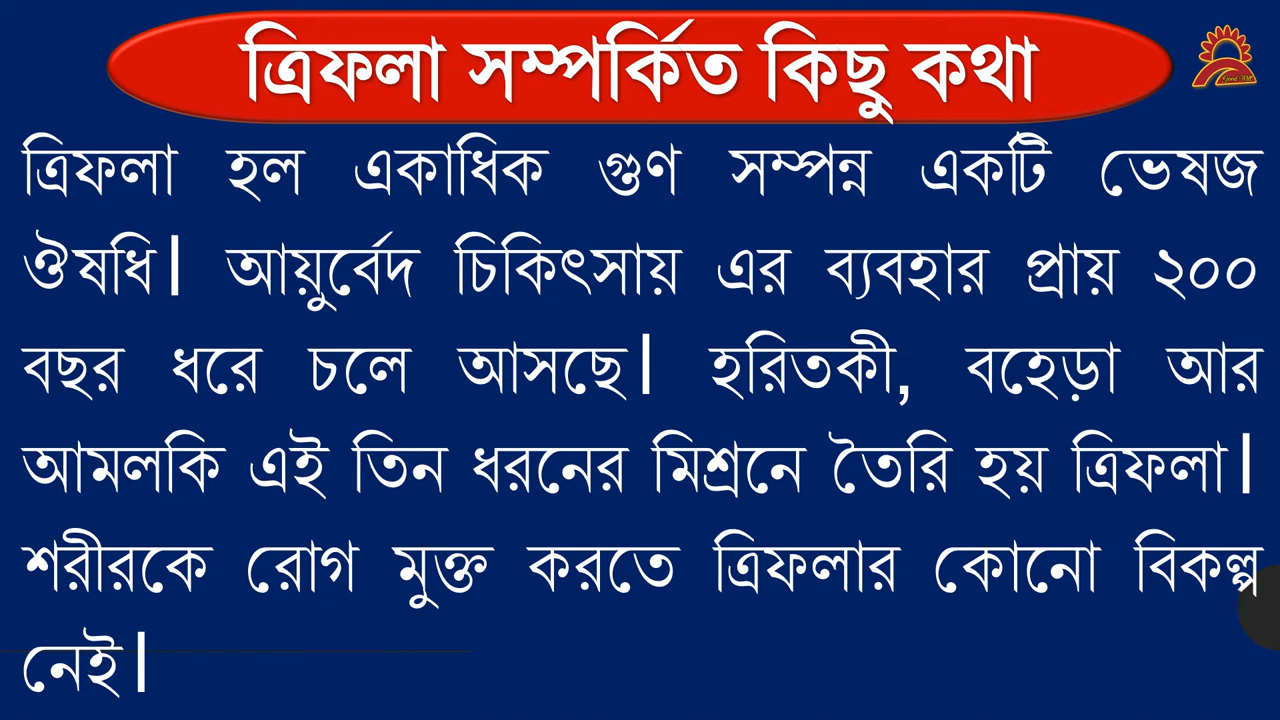 ত্রিফলা সম্পর্কিত কিছু কথা
ত্রিফলা হল একাধিক গুণ সম্পন্ন একটি ভেষজ
ঔষধি। আয়ুর্বেদ চিকিৎসায় এর ব্যবহার প্রায় ২০০
বছর ধরে চলে আসছে। হরিতকী, বহেড়া আর
আমলকি এই তিন ধরনের মিশ্রনে তৈরি হয় ত্রিফলা।
শরীরকে রোগ মুক্ত করতে ত্রিফলার কোনো বিকল্প
নেই।